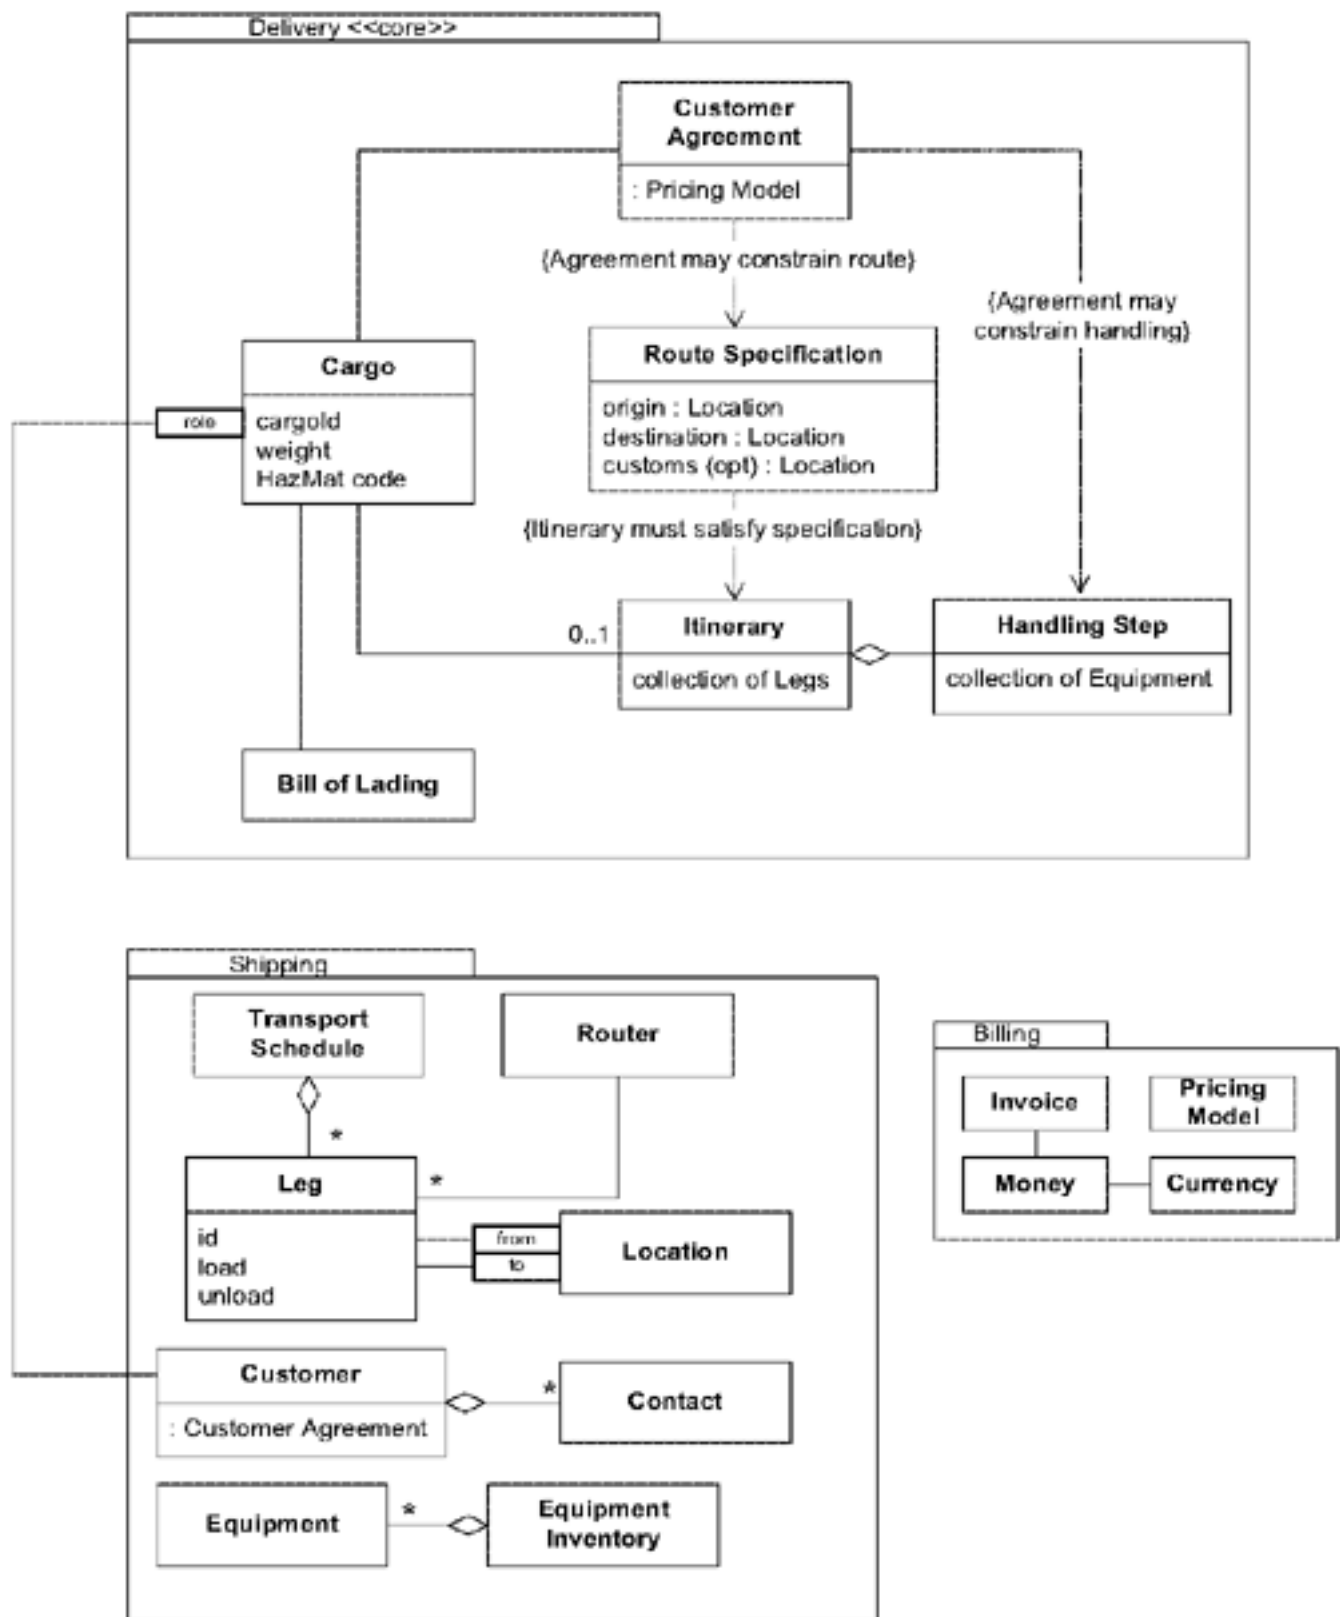 Delivery <<core>>
Customer
Agreement
: Pricing Model
{Agreement may constrain route}
{Agreement may
constrain handling}
Cargo
role
cargoId
weight
HazMat code
Route Specification
origin : Location
destination : Location
customs (opt) : Location
{Itinerary must satisfy specification}
0..1
Itinerary
collection of Legs
Handling Step
collection of Equipment
Bill of Lading
Shipping
Transport
Schedule
Router
*
Leg
*
id
load
unload
from
to
Location
Customer
: Customer Agreement
*
Contact
Equipment
*
Equipment
Inventory
Billing
Invoice
Pricing
Model
Money
Currency